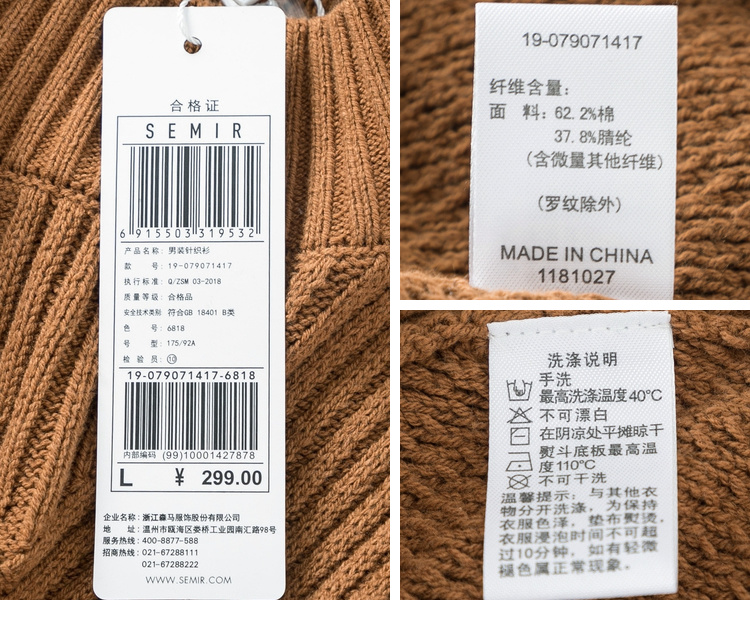 合格证
SEMIR
6 915503 319532
产品名称: 男装针织衫
款 号: 19-079071417
执行标准: Q/ZSM 03-2018
质量等级: 合格品
安全技术类别 符合GB 18401 B类
色 号: 6818
号 型: 175/92A
检 验 员: ⑩
19-079071417-6818
内部编码 (99)10001427878
L ¥ 299.00
企业名称: 浙江森马服饰股份有限公司
地 址: 温州市瓯海区娄桥工业园南汇路98号
服务热线: 400-8877-588
招商热线: 021-67288111
021-67288222
WWW.SEMIR.COM
19-079071417
纤维含量:
面 料: 62.2%棉
37.8%腈纶
(含微量其他纤维)
(罗纹除外)
MADE IN CHINA
1181027
洗涤说明
手洗
最高洗涤温度40℃
不可漂白
在阴凉处平摊晾干
熨斗底板最高温
度110℃
不可干洗
温馨提示: 与其他衣
物分开洗涤, 为保持
衣服色泽, 垫布熨烫,
衣服浸泡时间不可超
过10分钟, 如有轻微
褪色属正常现象。